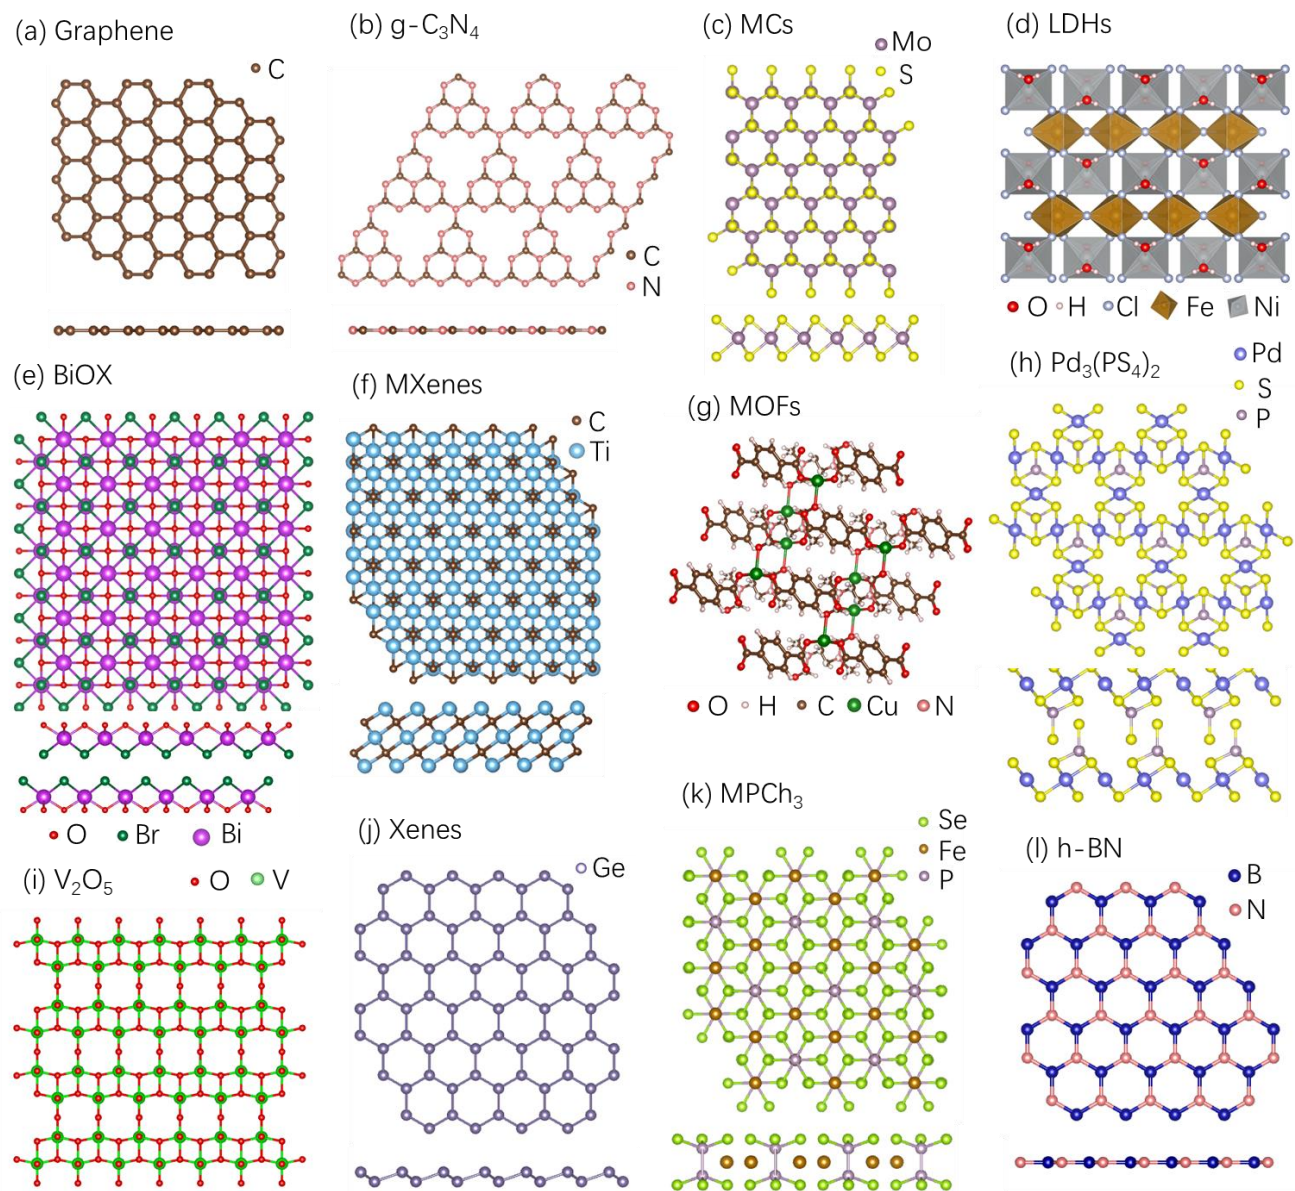 (a) Graphene
C
(b) g-C₃N₄
C
N
(c) MCs
Mo
S
(d) LDHs
O H Cl Fe Ni
(e) BiOX
O Br Bi
(f) MXenes
C
Ti
(g) MOFs
O H C Cu N
(h) Pd₃(PS₄)₂
Pd
S
P
(i) V₂O₅
O V
(j) Xenes
Ge
(k) MPCh₃
Se
Fe
P
(l) h-BN
B
N